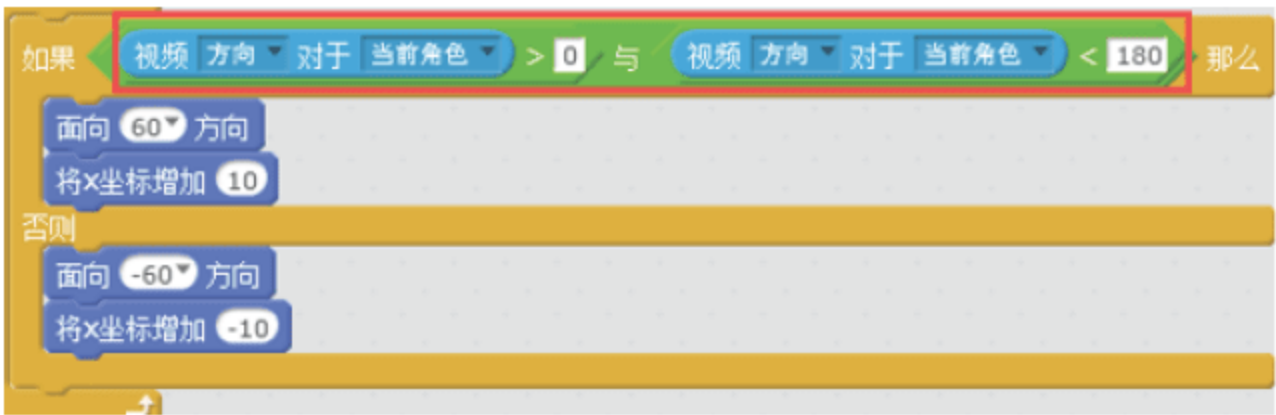 如果 视频 方向 对于 当前角色 > 0 与 视频 方向 对于 当前角色 < 180 那么
面向 60 方向
将x坐标增加 10
否则
面向 -60 方向
将x坐标增加 -10